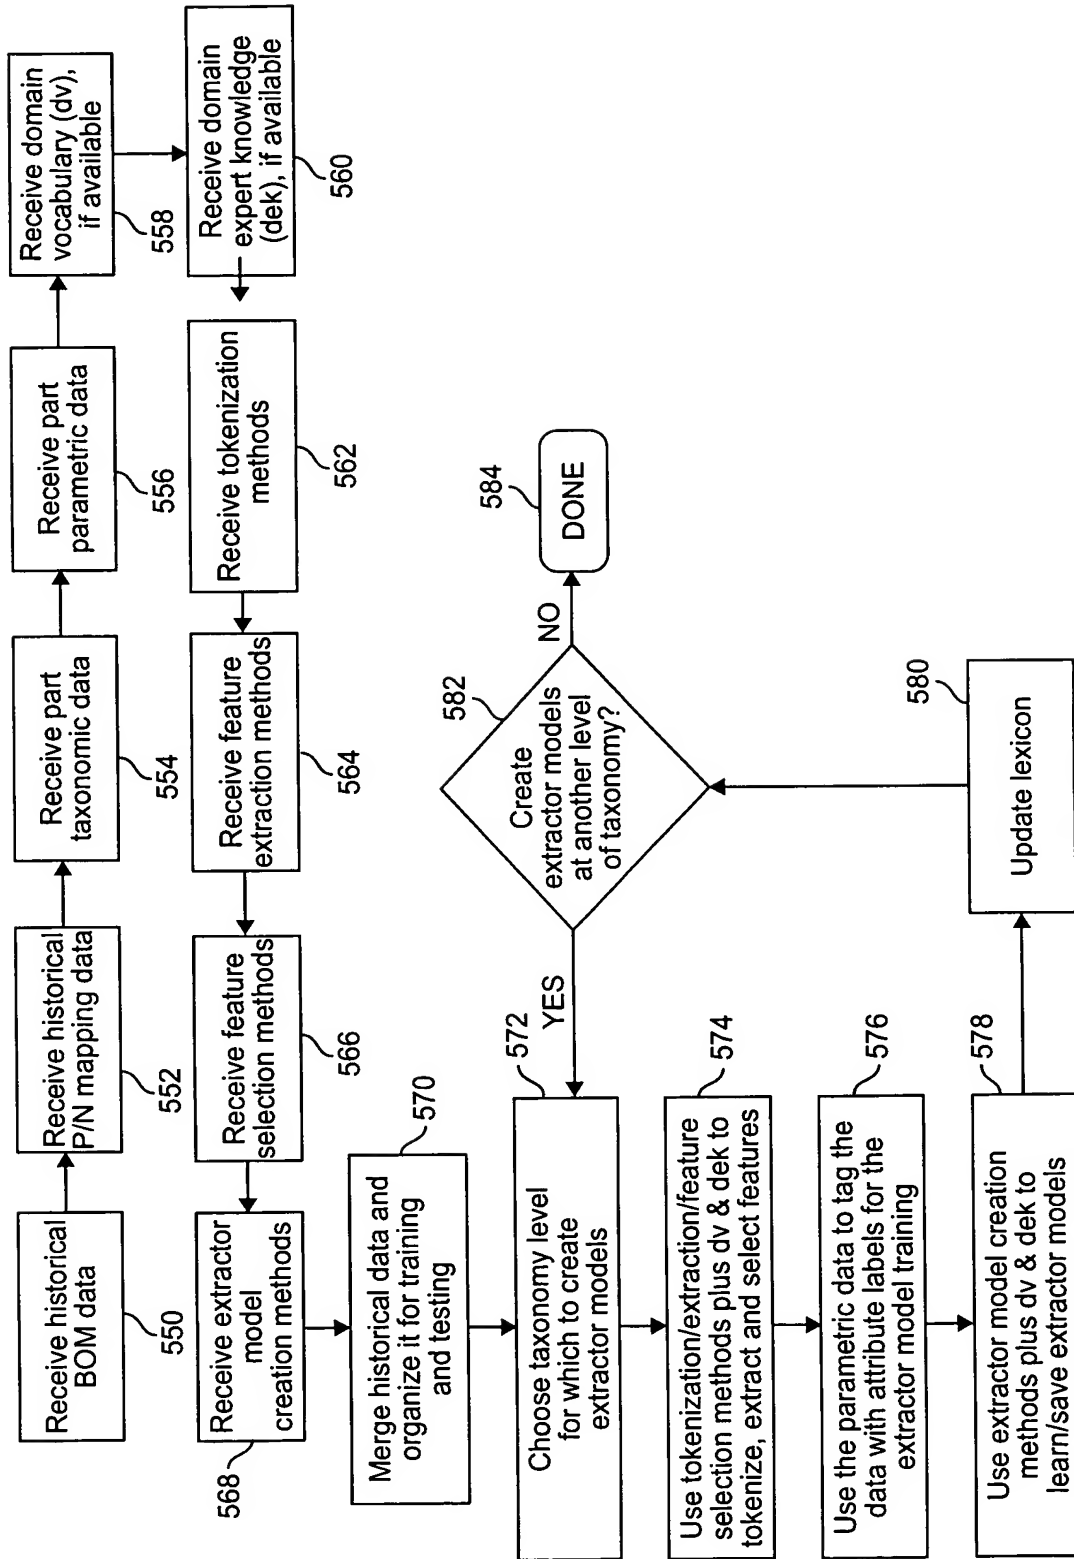 Receive historical
BOM data
550
Receive historical
P/N mapping data
552
Receive part
taxonomic data
554
Receive part
parametric data
556
Receive domain
vocabulary (dv),
if available
558
Receive domain
expert knowledge
(dek), if available
560
Receive tokenization
methods
562
Receive feature
extraction methods
564
Receive feature
selection methods
566
Receive extractor
model
creation methods
568
Merge historical data and
organize it for training
and testing
570
Choose taxonomy level
for which to create
extractor models
572
Use tokenization/extraction/feature
selection methods plus dv & dek to
tokenize, extract and select features
574
Use the parametric data to tag the
data with attribute labels for the
extractor model training
576
Use extractor model creation
methods plus dv & dek to
learn/save extractor models
578
Update lexicon
580
Create
extractor models
at another level
of taxonomy?
582
YES
NO
DONE
584